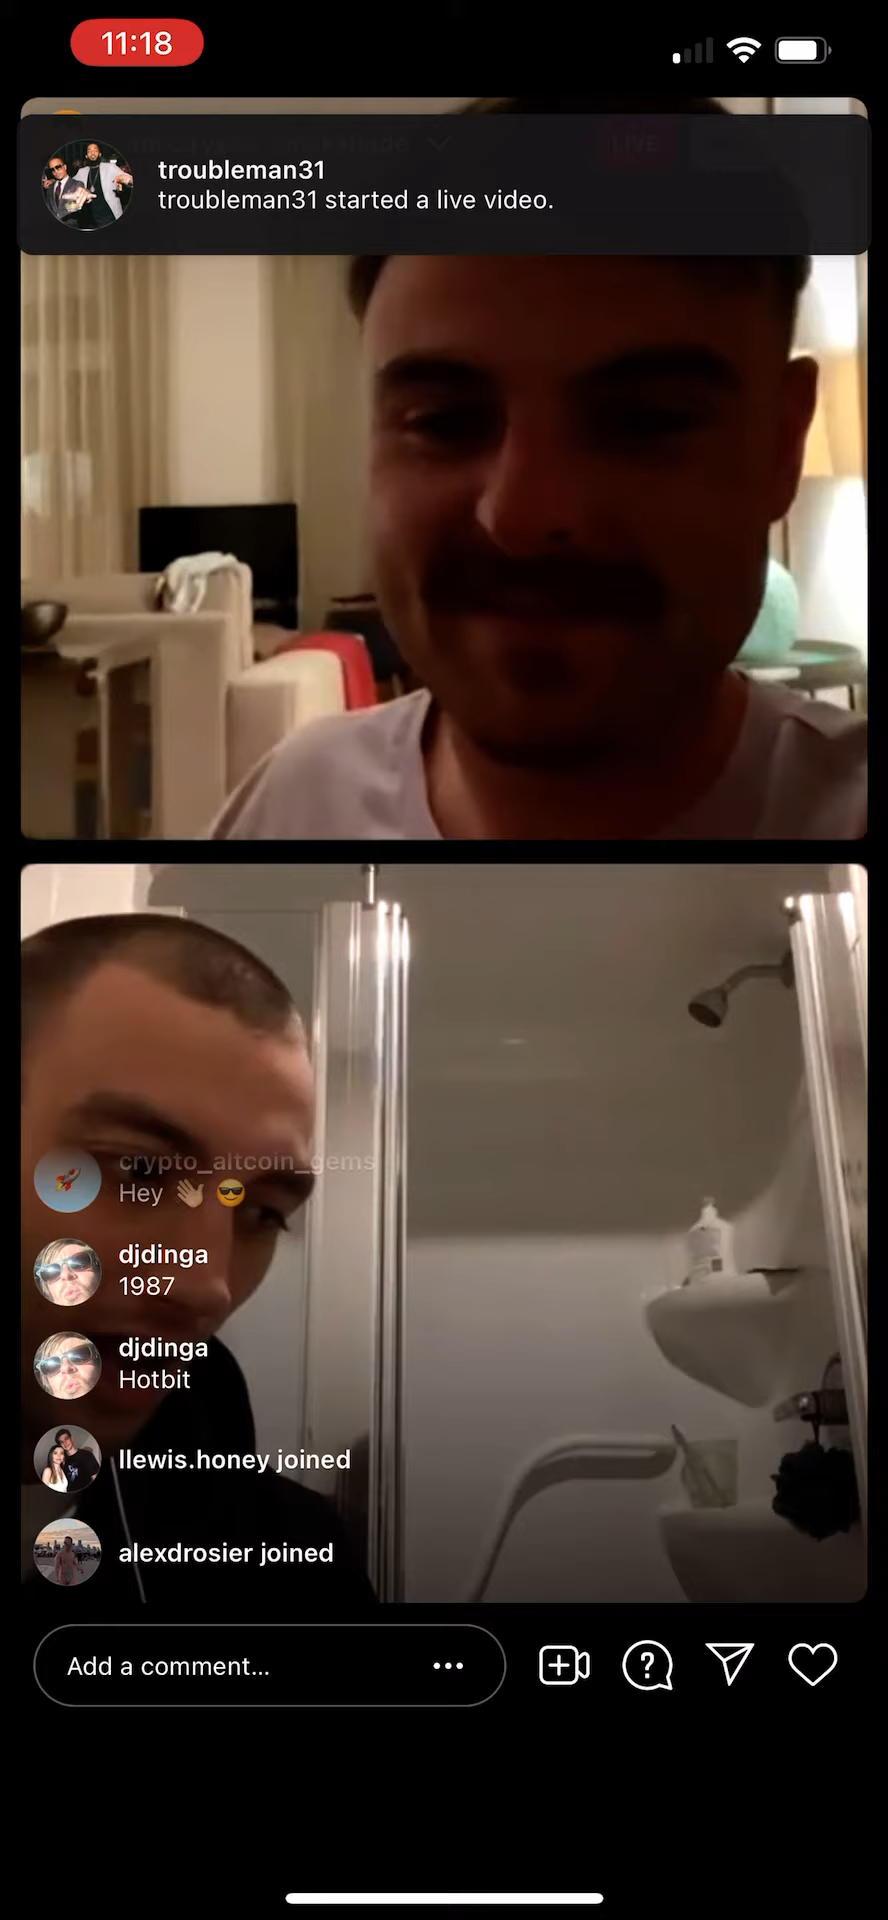 11:18
troubleman31
troubleman31 started a live video.
LIVE
crypto_altcoin_gems
Hey 👋🏼 😎
djdinga
1987
djdinga
Hotbit
llewis.honey joined
alexdrosier joined
Add a comment...